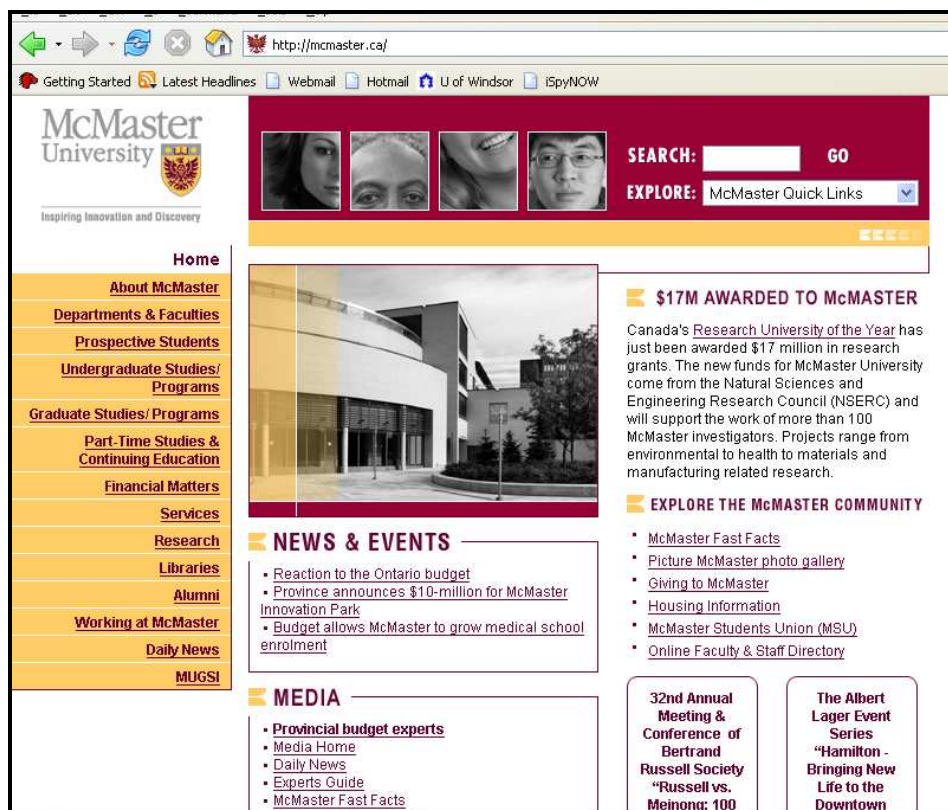 http://mcmaster.ca/
Getting Started
Latest Headlines
Webmail
Hotmail
U of Windsor
iSpyNOW
McMaster
University
Inspiring Innovation and Discovery
SEARCH:
GO
EXPLORE:
McMaster Quick Links
Home
About McMaster
Departments & Faculties
Prospective Students
Undergraduate Studies/
Programs
Graduate Studies/ Programs
Part-Time Studies &
Continuing Education
Financial Matters
Services
Research
Libraries
Alumni
Working at McMaster
Daily News
MUGSI
NEWS & EVENTS
Reaction to the Ontario budget
Province announces $10-million for McMaster
Innovation Park
Budget allows McMaster to grow medical school
enrolment
MEDIA
Provincial budget experts
Media Home
Daily News
Experts Guide
McMaster Fast Facts
$17M AWARDED TO McMASTER
Canada's Research University of the Year has
just been awarded $17 million in research
grants. The new funds for McMaster University
come from the Natural Sciences and
Engineering Research Council (NSERC) and
will support the work of more than 100
McMaster investigators. Projects range from
environmental to health to materials and
manufacturing related research.
EXPLORE THE McMASTER COMMUNITY
McMaster Fast Facts
Picture McMaster photo gallery
Giving to McMaster
Housing Information
McMaster Students Union (MSU)
Online Faculty & Staff Directory
32nd Annual
Meeting &
Conference of
Bertrand
Russell Society
"Russell vs.
Meinong: 100
The Albert
Lager Event
Series
"Hamilton -
Bringing New
Life to the
Downtown